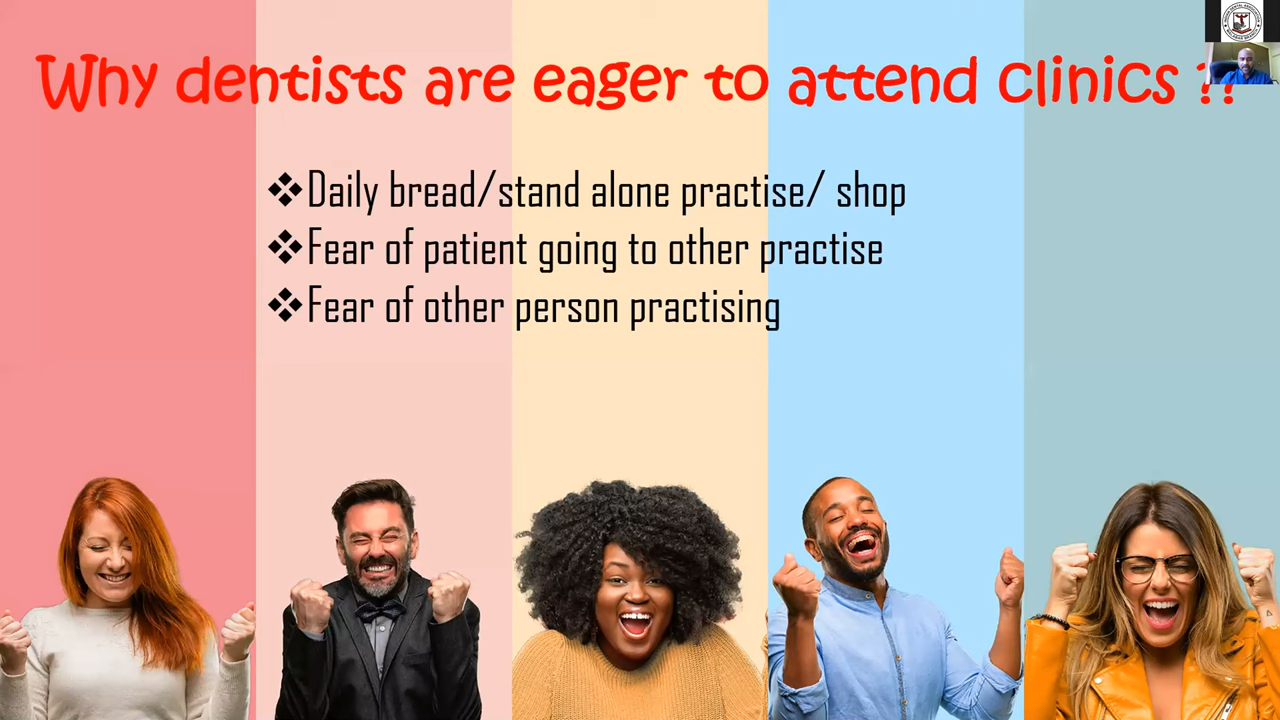 Why dentists are eager to attend clinics ??
❖Daily bread/stand alone practise/ shop
❖Fear of patient going to other practise
❖Fear of other person practising